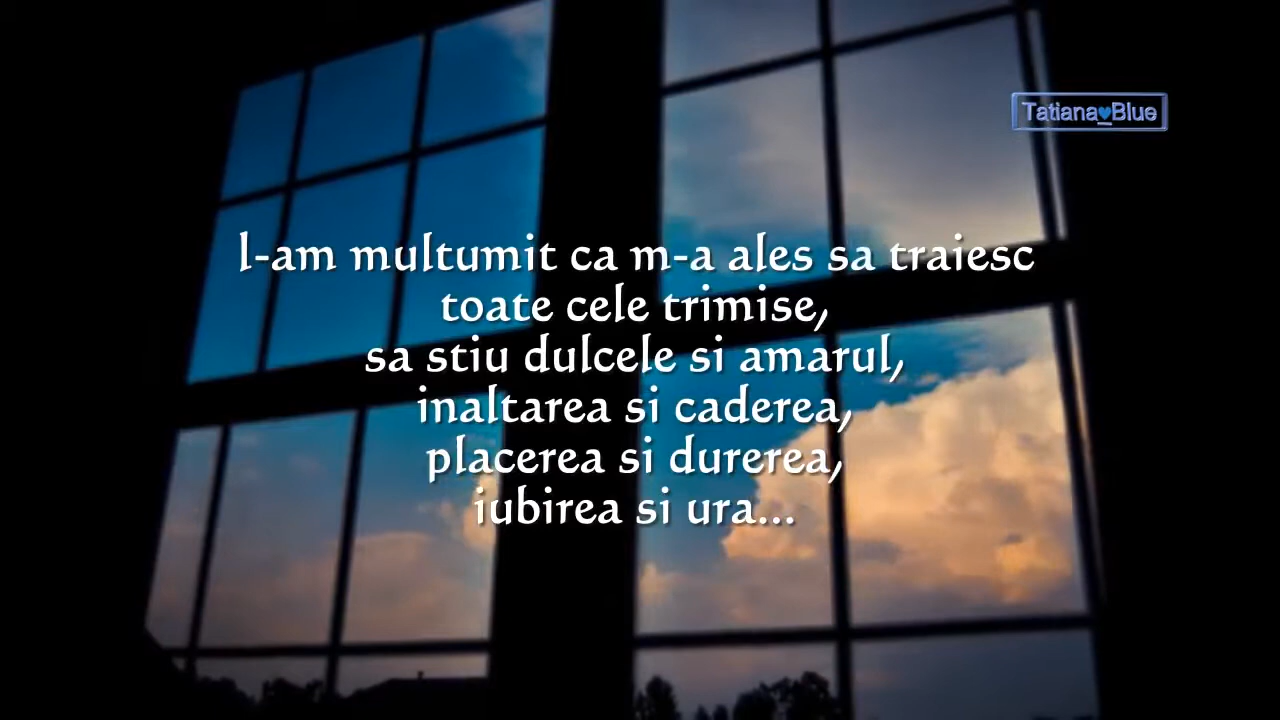 Tatiana♥_Blue
l-am multumit ca m-a ales sa traiesc
toate cele trimise,
sa stiu dulcele si amarul,
inaltarea si caderea,
placerea si durerea,
iubirea si ura...